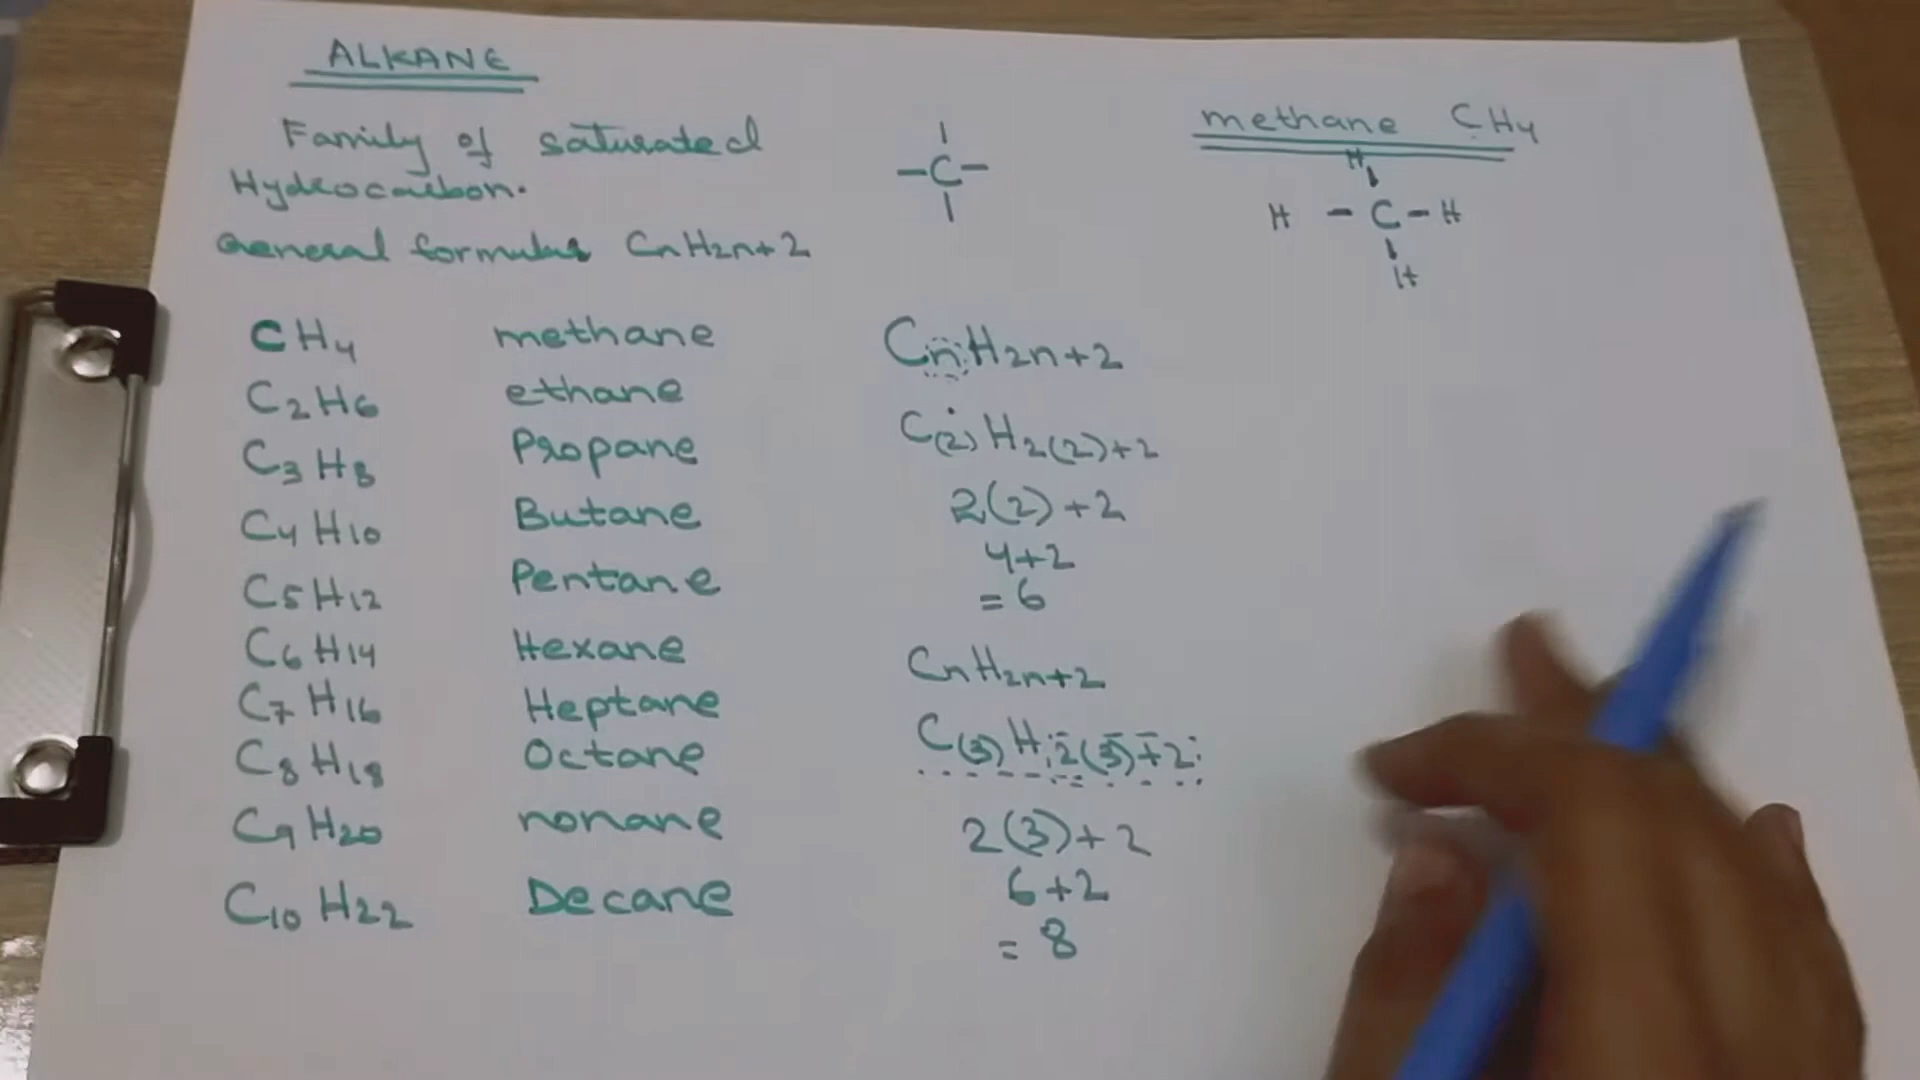 ALKANE
Family of saturated
Hydrocarbon.
General formula CnH2n+2
CH4 methane
C2H6 ethane
C3H8 Propane
C4H10 Butane
C5H12 Pentane
C6H14 Hexane
C7H16 Heptane
C8H18 Octane
C9H20 nonane
C10H22 Decane
-C-
CnH2n+2
C(2)H2(2)+2
2(2)+2
4+2
=6
CnH2n+2
C(3)H2(3)+2
2(3)+2
6+2
=8
methane CH4
H
H -C-H
H